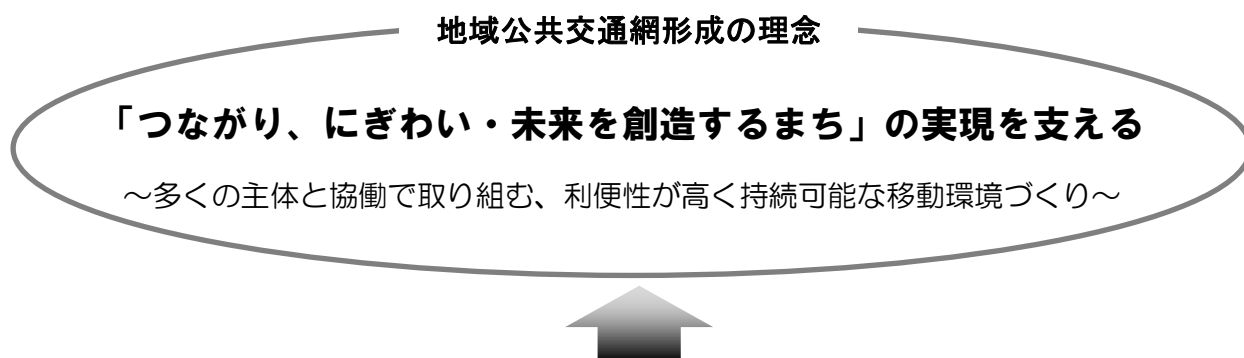 地域公共交通網形成の理念
「つながり、にぎわい・未来を創造するまち」の実現を支える
～多くの主体と協働で取り組む、利便性が高く持続可能な移動環境づくり～